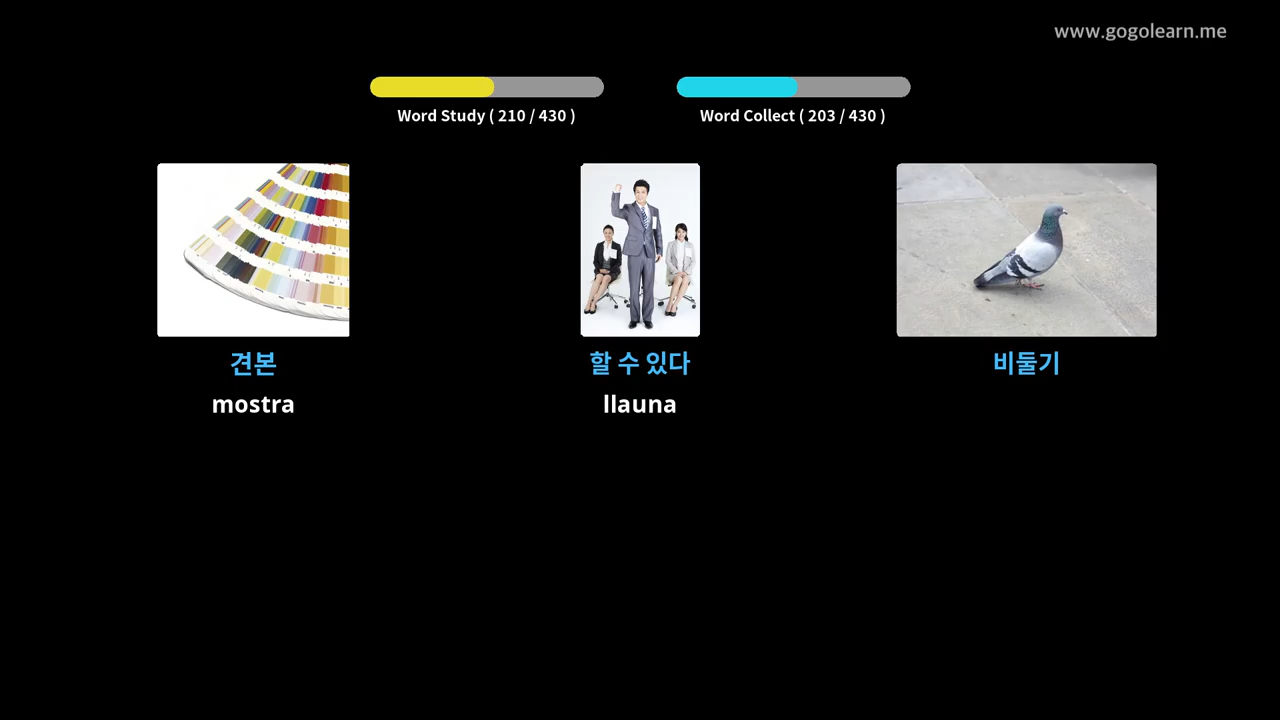 www.gogolearn.me
Word Study ( 210 / 430 )
Word Collect ( 203 / 430 )
견본
할 수 있다
비둘기
mostra
llauna